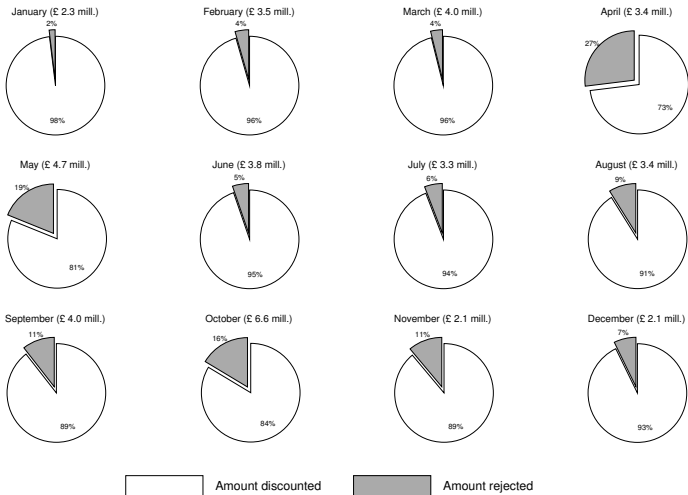 January (£ 2.3 mill.)
2%
98%
February (£ 3.5 mill.)
4%
96%
March (£ 4.0 mill.)
4%
96%
April (£ 3.4 mill.)
27%
73%
May (£ 4.7 mill.)
19%
81%
June (£ 3.8 mill.)
5%
95%
July (£ 3.3 mill.)
6%
94%
August (£ 3.4 mill.)
9%
91%
September (£ 4.0 mill.)
11%
89%
October (£ 6.6 mill.)
16%
84%
November (£ 2.1 mill.)
11%
89%
December (£ 2.1 mill.)
7%
93%
Amount discounted
Amount rejected